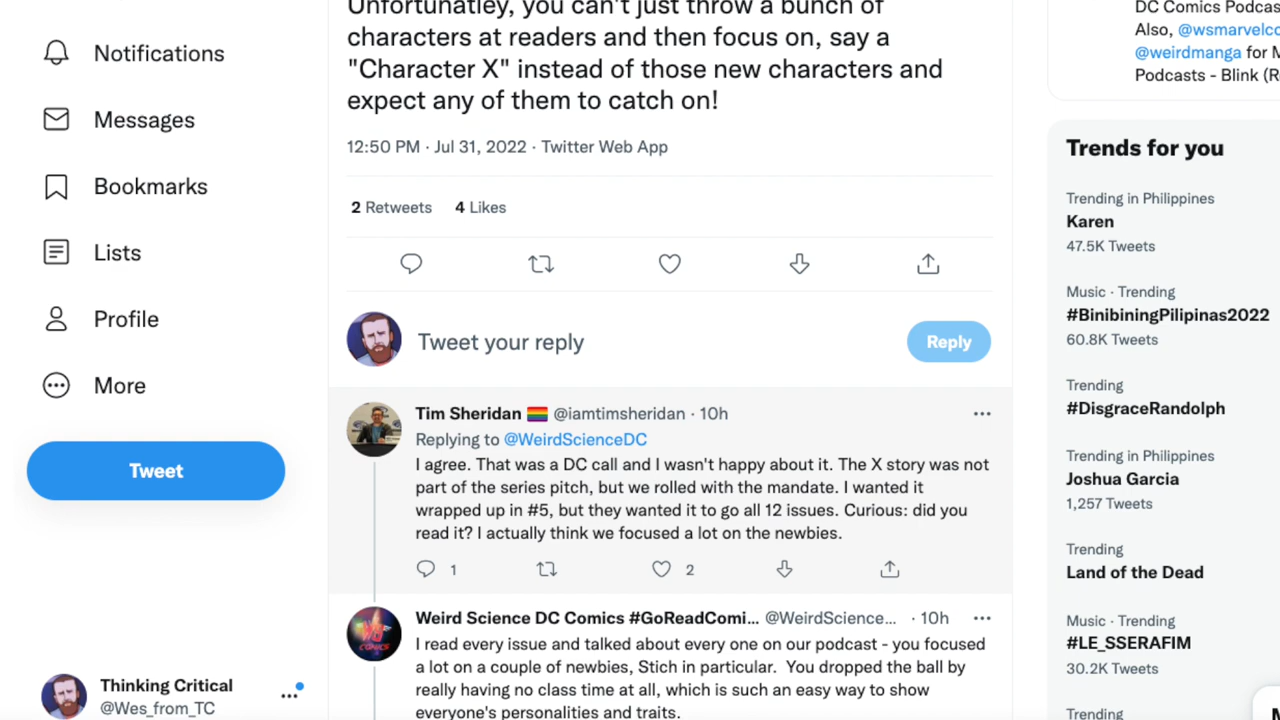 Notifications
Messages
Bookmarks
Lists
Profile
More
Tweet
Thinking Critical
@Wes_from_TC
Unfortunatley, you can't just throw a bunch of
characters at readers and then focus on, say a
"Character X" instead of those new characters and
expect any of them to catch on!
12:50 PM · Jul 31, 2022 · Twitter Web App
2 Retweets 4 Likes
Tweet your reply
Reply
Tim Sheridan 🏳️‍🌈 @iamtimsheridan · 10h
Replying to @WeirdScienceDC
I agree. That was a DC call and I wasn't happy about it. The X story was not
part of the series pitch, but we rolled with the mandate. I wanted it
wrapped up in #5, but they wanted it to go all 12 issues. Curious: did you
read it? I actually think we focused a lot on the newbies.
1 2
Weird Science DC Comics #GoReadComi... @WeirdScience... · 10h
I read every issue and talked about every one on our podcast - you focused
a lot on a couple of newbies, Stich in particular. You dropped the ball by
really having no class time at all, which is such an easy way to show
everyone's personalities and traits.
DC Comics Podcas
Also, @wsmarvelco
@weirdmanga for M
Podcasts - Blink (R
Trends for you
Trending in Philippines
Karen
47.5K Tweets
Music · Trending
#BinibiningPilipinas2022
60.8K Tweets
Trending
#DisgraceRandolph
Trending in Philippines
Joshua Garcia
1,257 Tweets
Trending
Land of the Dead
Music · Trending
#LE_SSERAFIM
30.2K Tweets
Trending